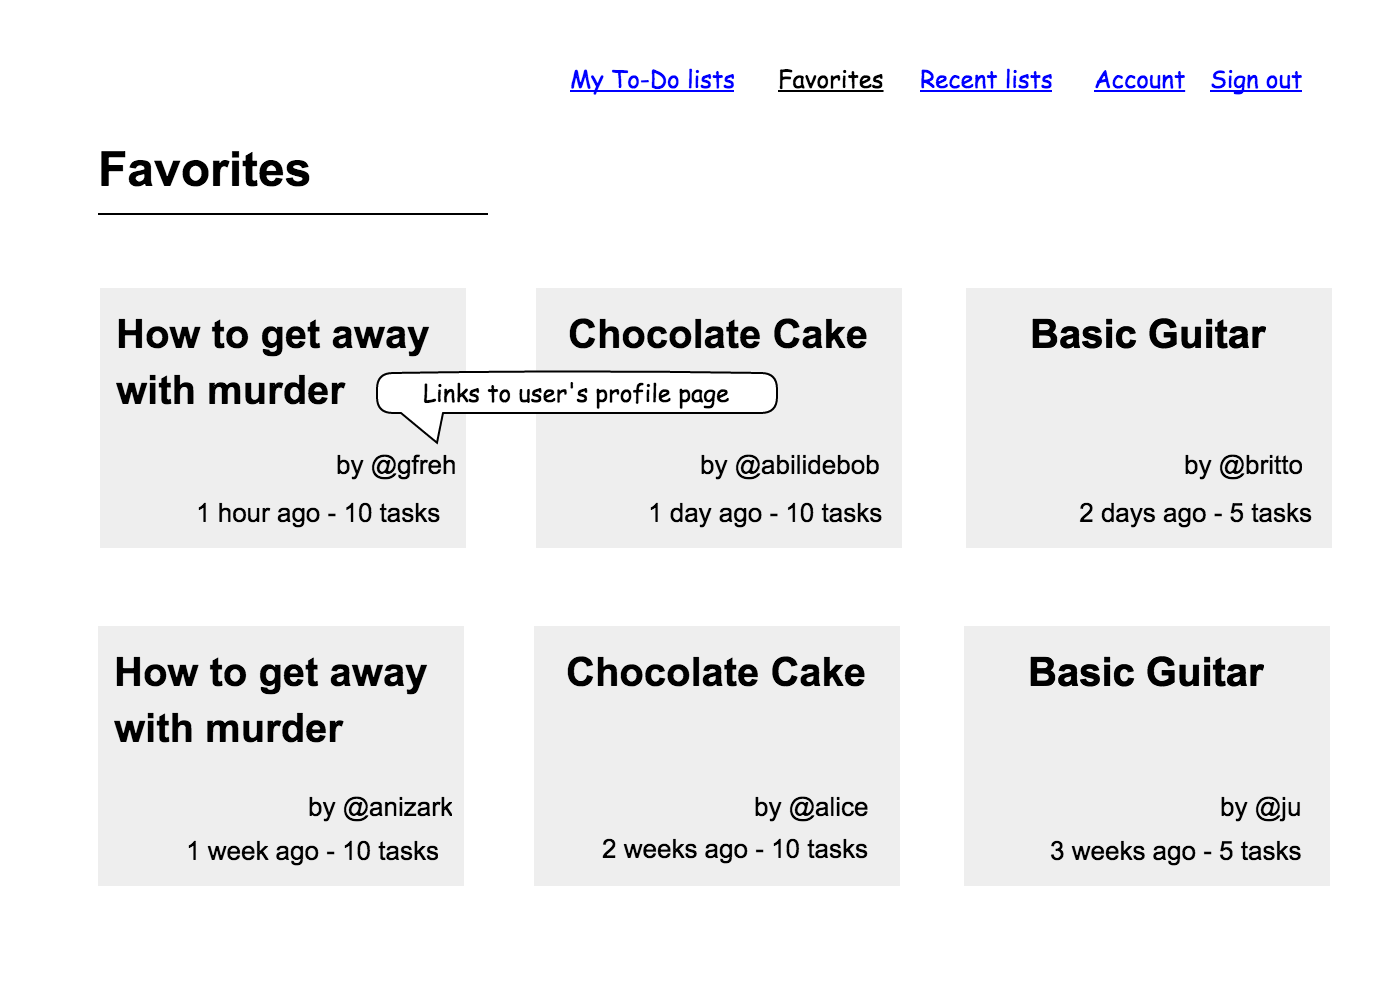 My To-Do lists Favorites Recent lists Account Sign out
Favorites
How to get away
with murder
Links to user's profile page
by @gfreh
1 hour ago - 10 tasks
Chocolate Cake
by @abilidebob
1 day ago - 10 tasks
Basic Guitar
by @britto
2 days ago - 5 tasks
How to get away
with murder
by @anizark
1 week ago - 10 tasks
Chocolate Cake
by @alice
2 weeks ago - 10 tasks
Basic Guitar
by @ju
3 weeks ago - 5 tasks